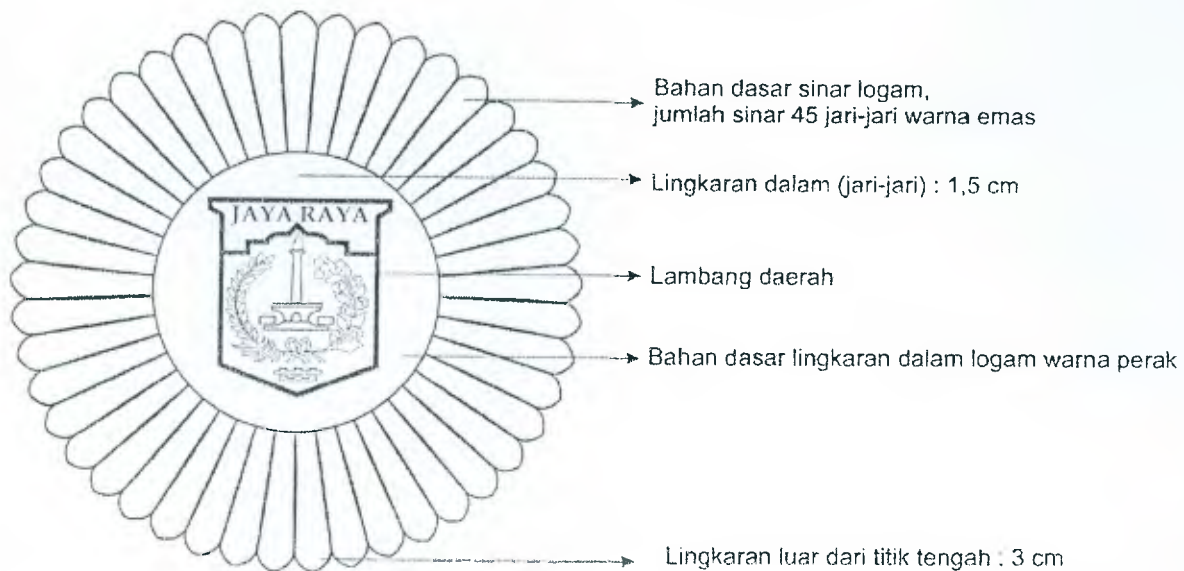 Bahan dasar sinar logam,
jumlah sinar 45 jari-jari warna emas
Lingkaran dalam (jari-jari) : 1,5 cm
JAYA RAYA
Lambang daerah
Bahan dasar lingkaran dalam logam warna perak
Lingkaran luar dari titik tengah : 3 cm